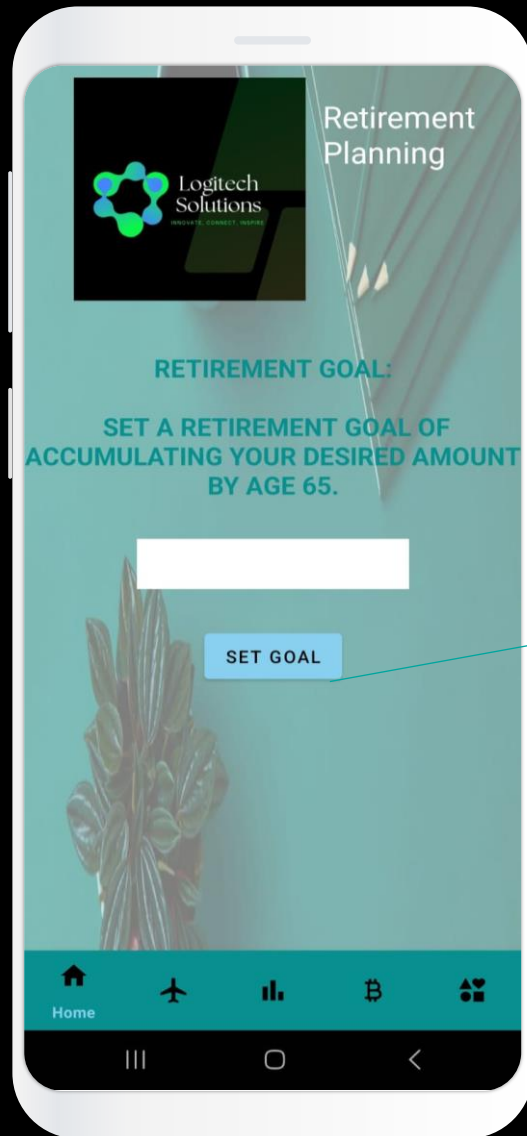 Logitech
Solutions
INNOVATE, CONNECT, INSPIRE
Retirement
Planning
RETIREMENT GOAL:
SET A RETIREMENT GOAL OF
ACCUMULATING YOUR DESIRED AMOUNT
BY AGE 65.
SET GOAL
Home